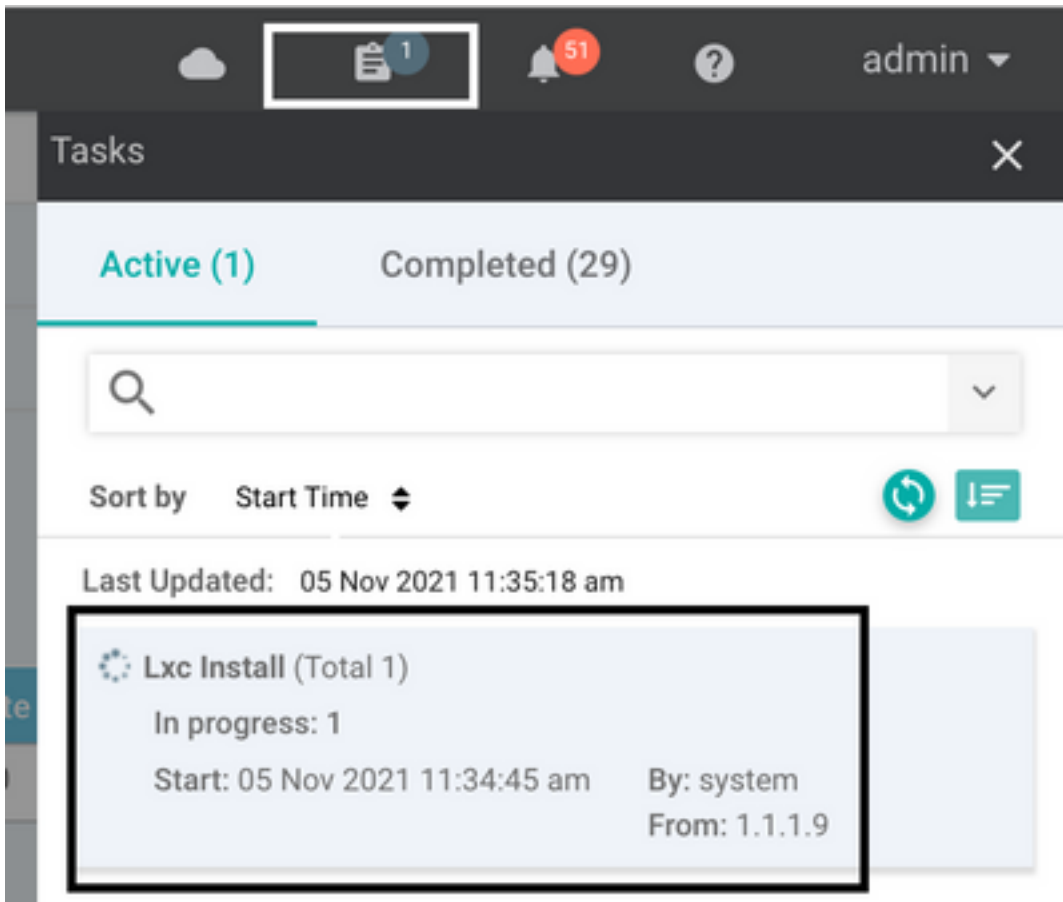 1
51
?
admin
Tasks
Active (1)
Completed (29)
Sort by Start Time
Last Updated: 05 Nov 2021 11:35:18 am
Lxc Install (Total 1)
te
In progress: 1
Start: 05 Nov 2021 11:34:45 am
By: system
From: 1.1.1.9